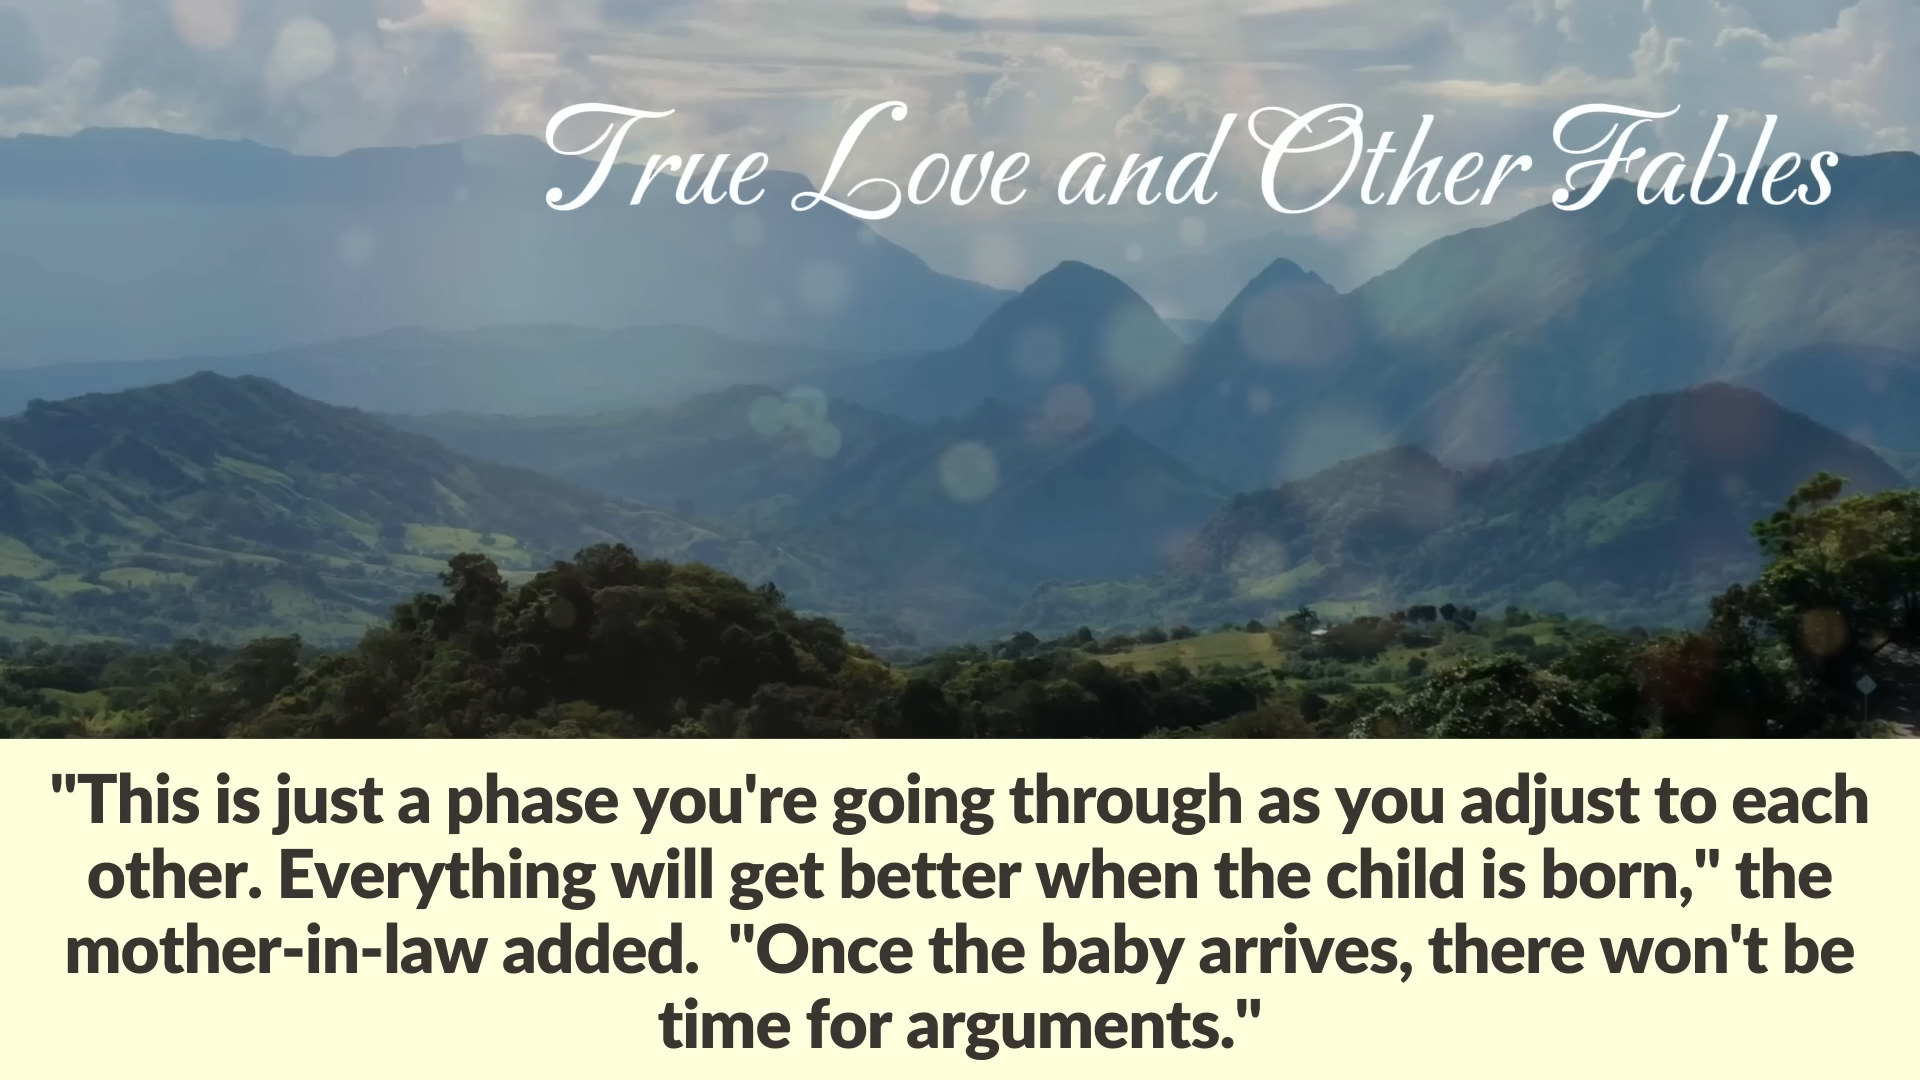 True Love and Other Fables
"This is just a phase you're going through as you adjust to each
other. Everything will get better when the child is born," the
mother-in-law added.  "Once the baby arrives, there won't be
time for arguments."